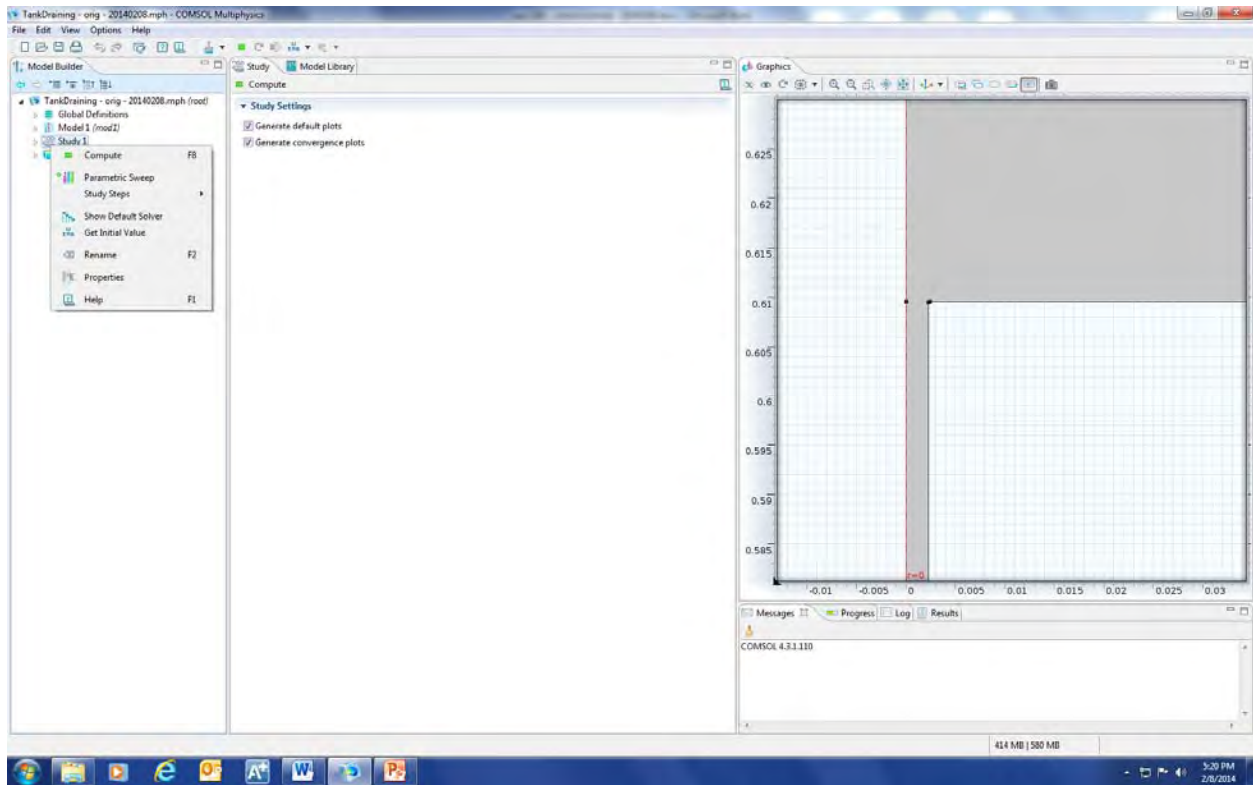 TankDraining - orig - 20140208.mph - COMSOL Multiphysics
File Edit View Options Help
Model Builder
TankDraining - orig - 20140208.mph (root)
Global Definitions
Model 1 (mod1)
Study 1
Compute F8
Parametric Sweep
Study Steps
Show Default Solver
Get Initial Value
Rename F2
Properties
Help F1
Study Model Library
Compute
Study Settings
Generate default plots
Generate convergence plots
Graphics
0.625
0.62
0.615
0.61
0.605
0.6
0.595
0.59
0.585
r=0
-0.01 -0.005 0 0.005 0.01 0.015 0.02 0.025 0.03
Messages Progress Log Results
COMSOL 4.3.1.110
414 MB | 580 MB
5:20 PM
2/8/2014